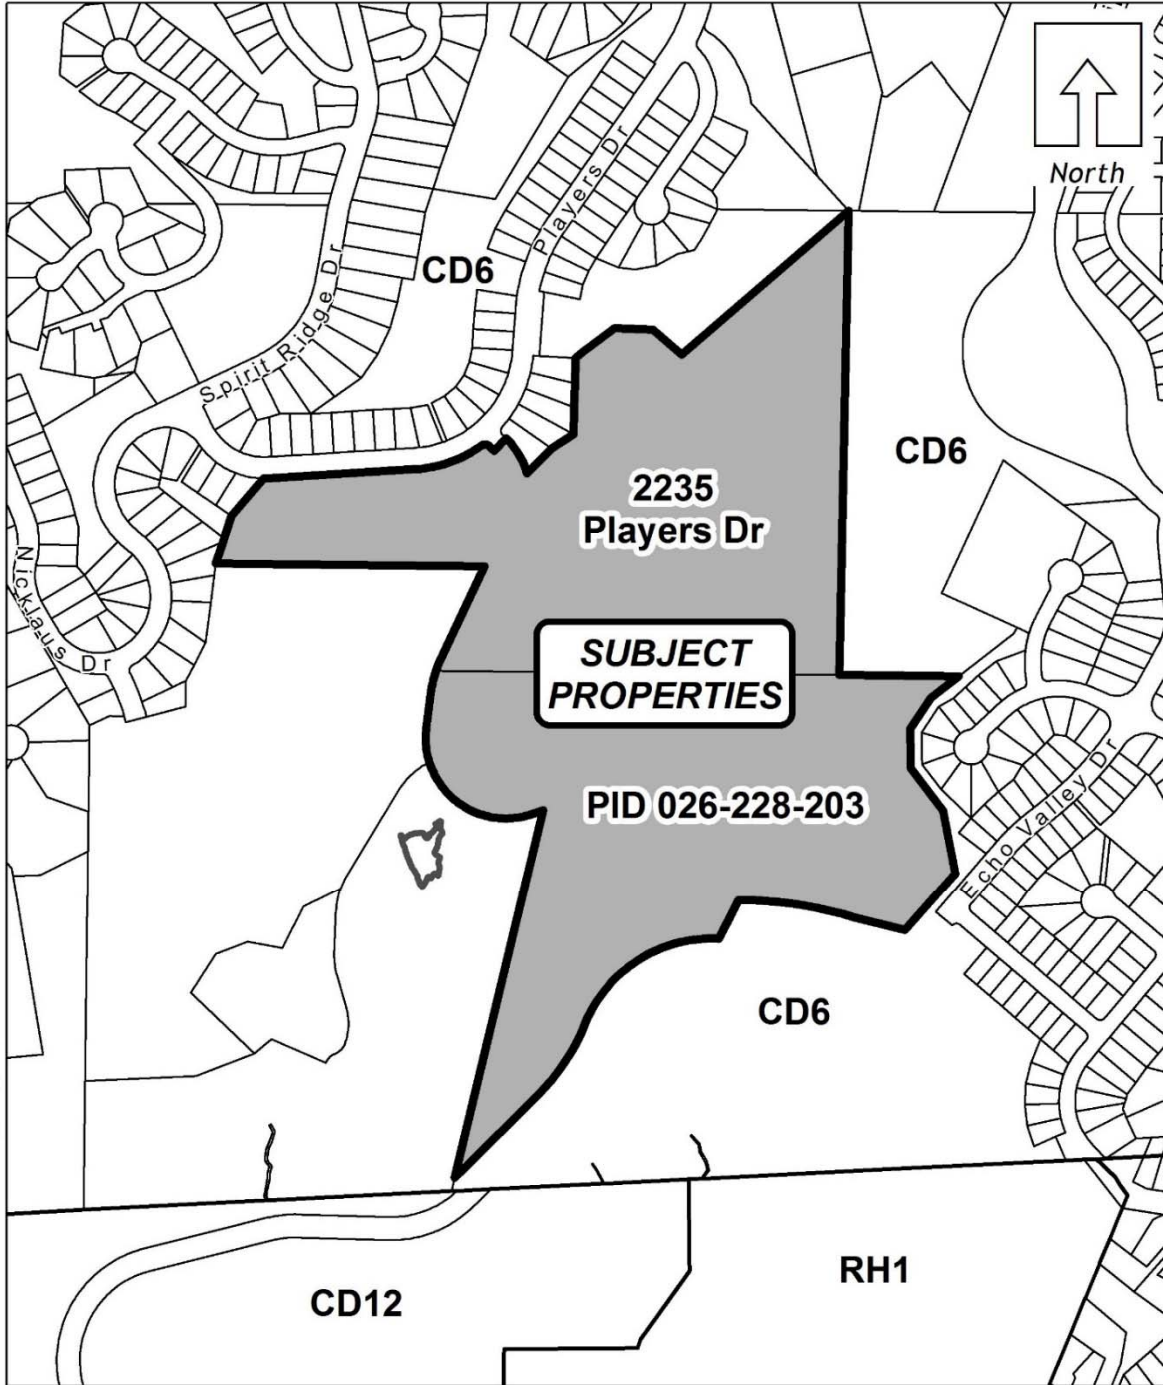 North
Players Dr
CD6
Spirit Ridge Dr
CD6
2235
Players Dr
Nicklaus Dr
SUBJECT
PROPERTIES
PID 026-228-203
Echo Valley Dr
CD6
RH1
CD12